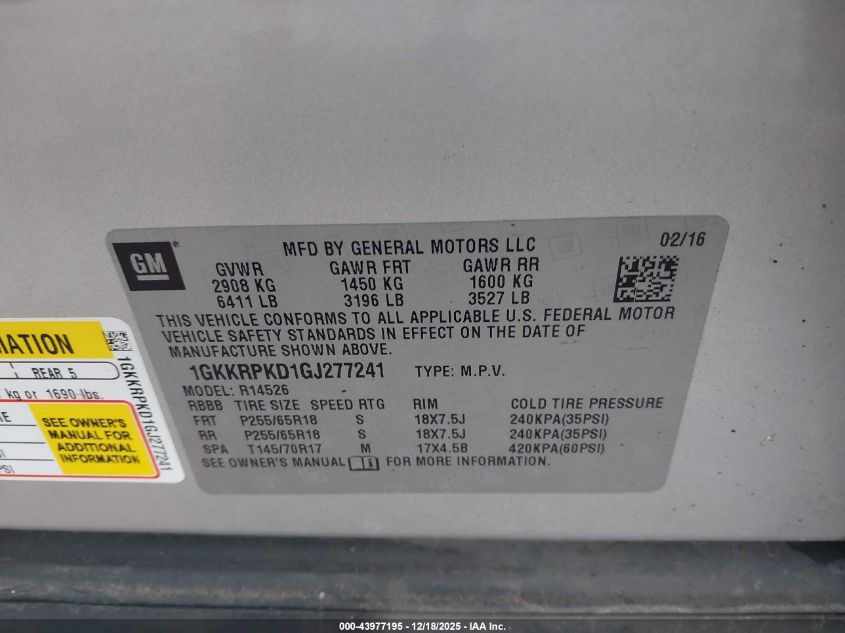 GM
MFD BY GENERAL MOTORS LLC
02/16
GVWR GAWR FRT GAWR RR
2908 KG 1450 KG 1600 KG
6411 LB 3196 LB 3527 LB
THIS VEHICLE CONFORMS TO ALL APPLICABLE U.S. FEDERAL MOTOR
VEHICLE SAFETY STANDARDS IN EFFECT ON THE DATE OF
MANUFACTURE SHOWN ABOVE.
1GKKRPKD1GJ277241 TYPE: M.P.V.
MODEL: R14526
RBBB TIRE SIZE SPEED RTG RIM COLD TIRE PRESSURE
FRT P255/65R18 S 18X7.5J 240KPA(35PSI)
RR P255/65R18 S 18X7.5J 240KPA(35PSI)
SPA T145/70R17 M 17X4.5B 420KPA(60PSI)
SEE OWNER'S MANUAL FOR MORE INFORMATION.
MATION
REAR 5
kg or 1690 lbs.
SEE OWNER'S
MANUAL FOR
ADDITIONAL
INFORMATION
1GKKRPKD1GJ277241
000-43977195 - 12/18/2025 - IAA Inc.